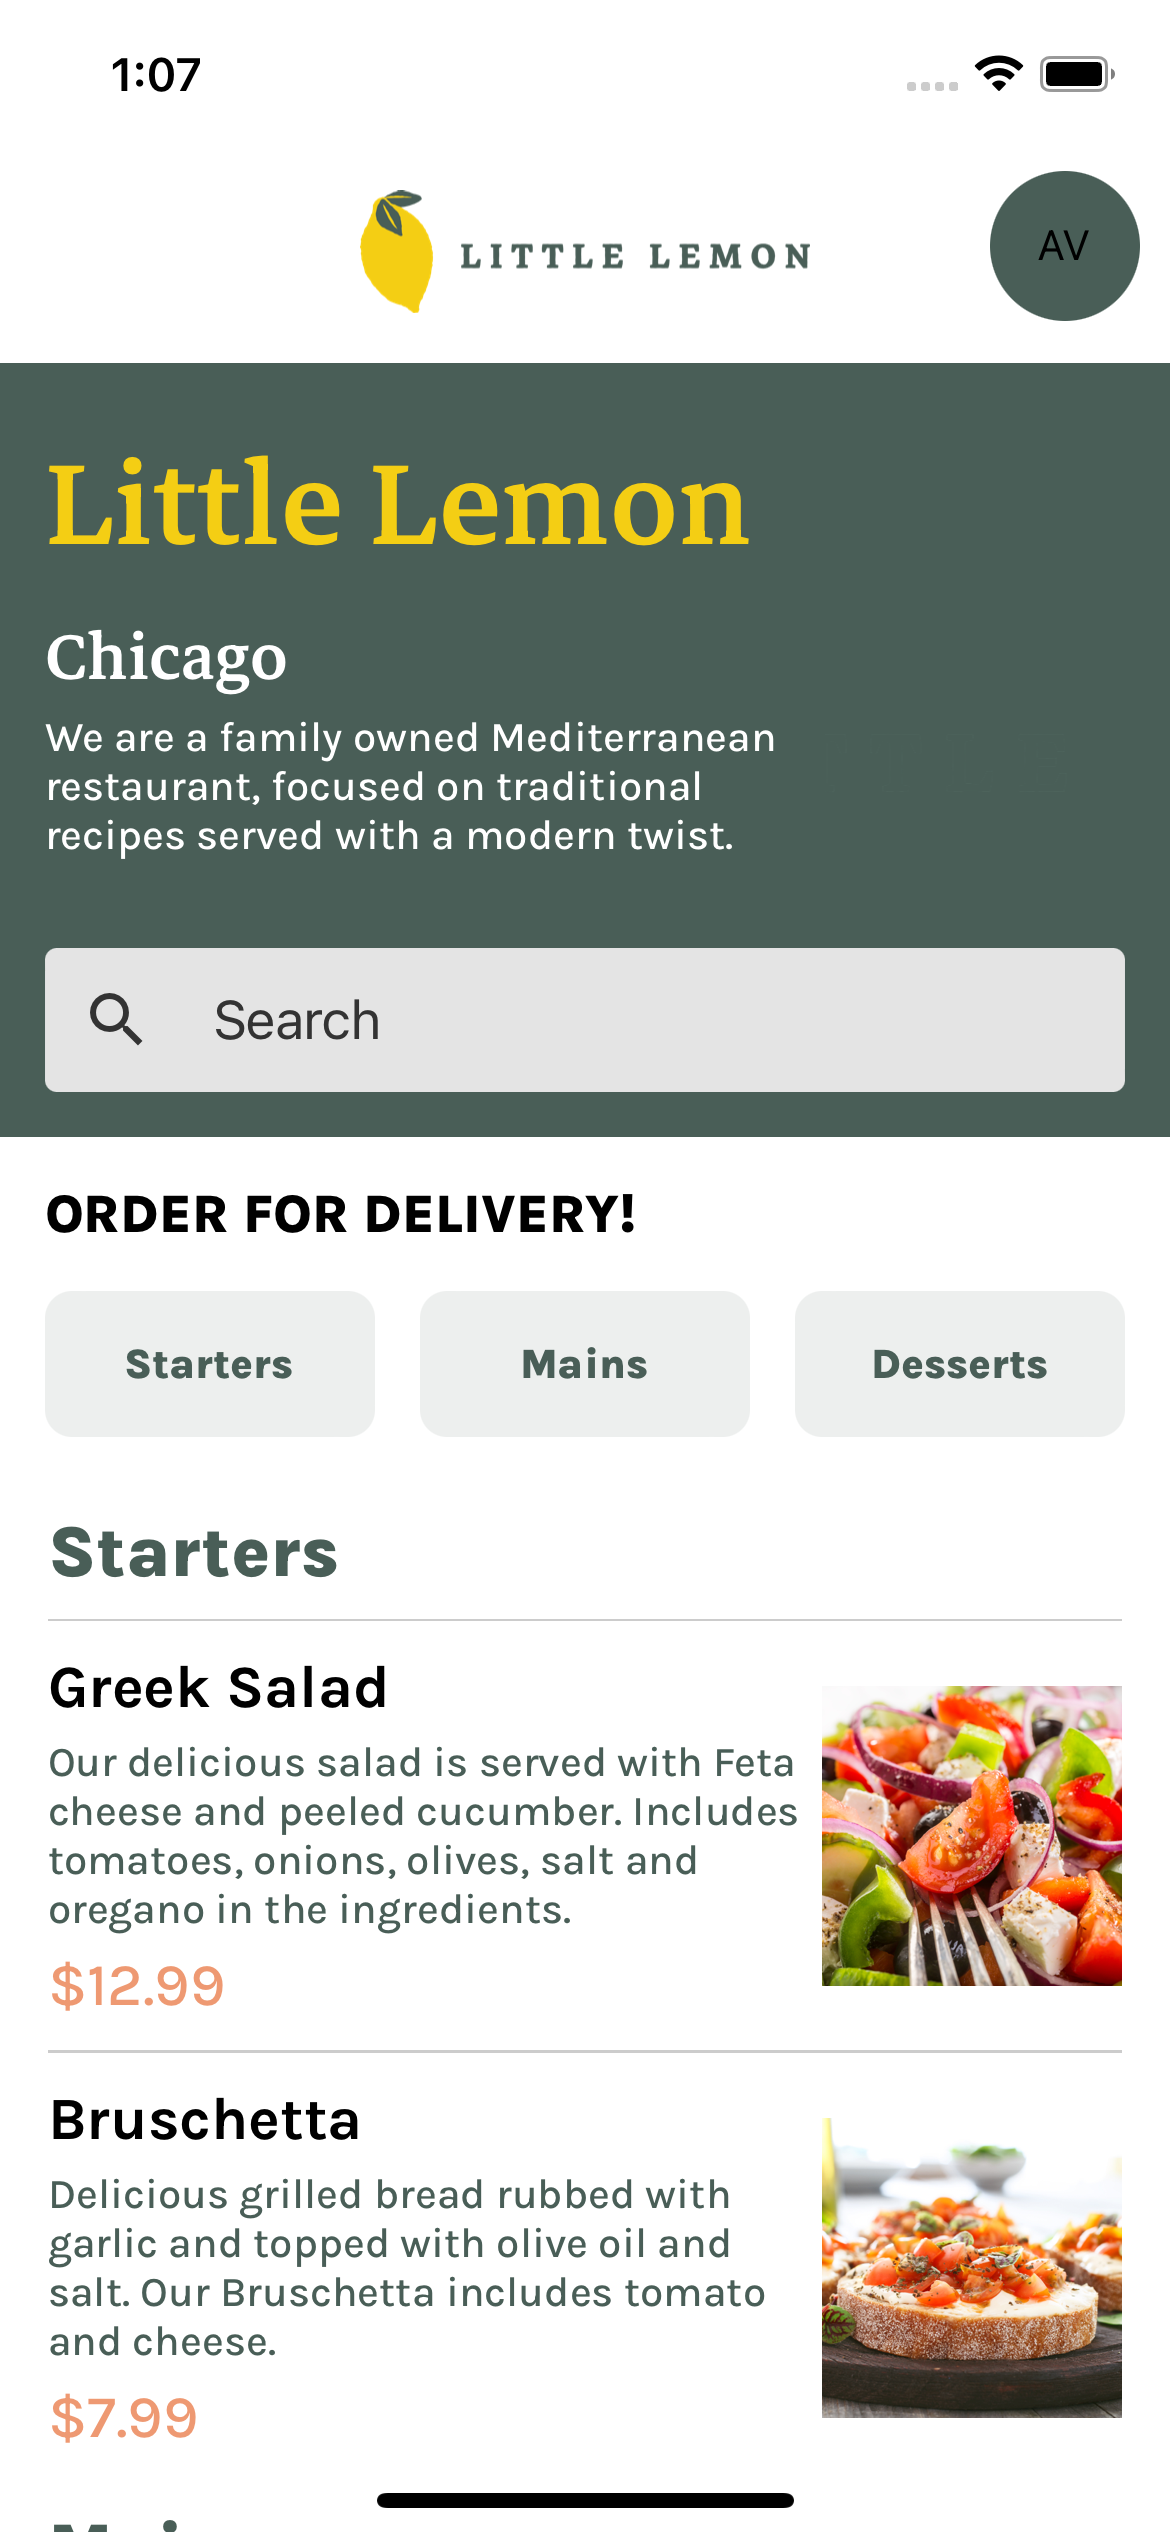 1:07
LITTLE LEMON
AV
Little Lemon
Chicago
We are a family owned Mediterranean
restaurant, focused on traditional
recipes served with a modern twist.
Search
ORDER FOR DELIVERY!
Starters
Mains
Desserts
Starters
Greek Salad
Our delicious salad is served with Feta
cheese and peeled cucumber. Includes
tomatoes, onions, olives, salt and
oregano in the ingredients.
$12.99
Bruschetta
Delicious grilled bread rubbed with
garlic and topped with olive oil and
salt. Our Bruschetta includes tomato
and cheese.
$7.99